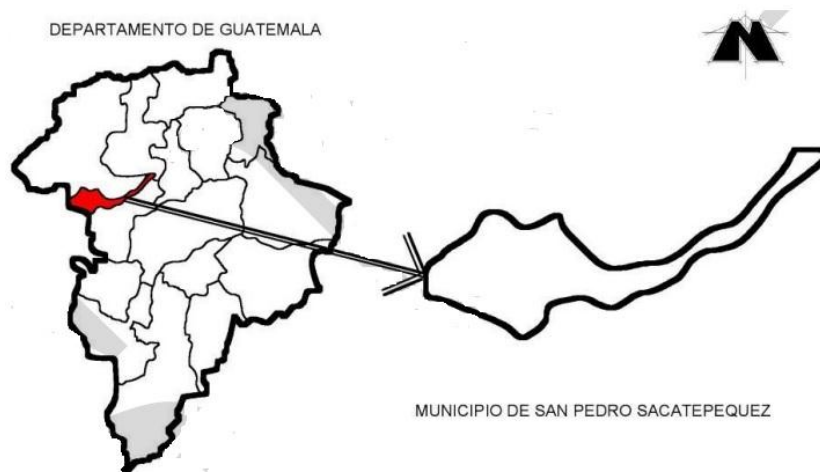 DEPARTAMENTO DE GUATEMALA
N
MUNICIPIO DE SAN PEDRO SACATEPEQUEZ